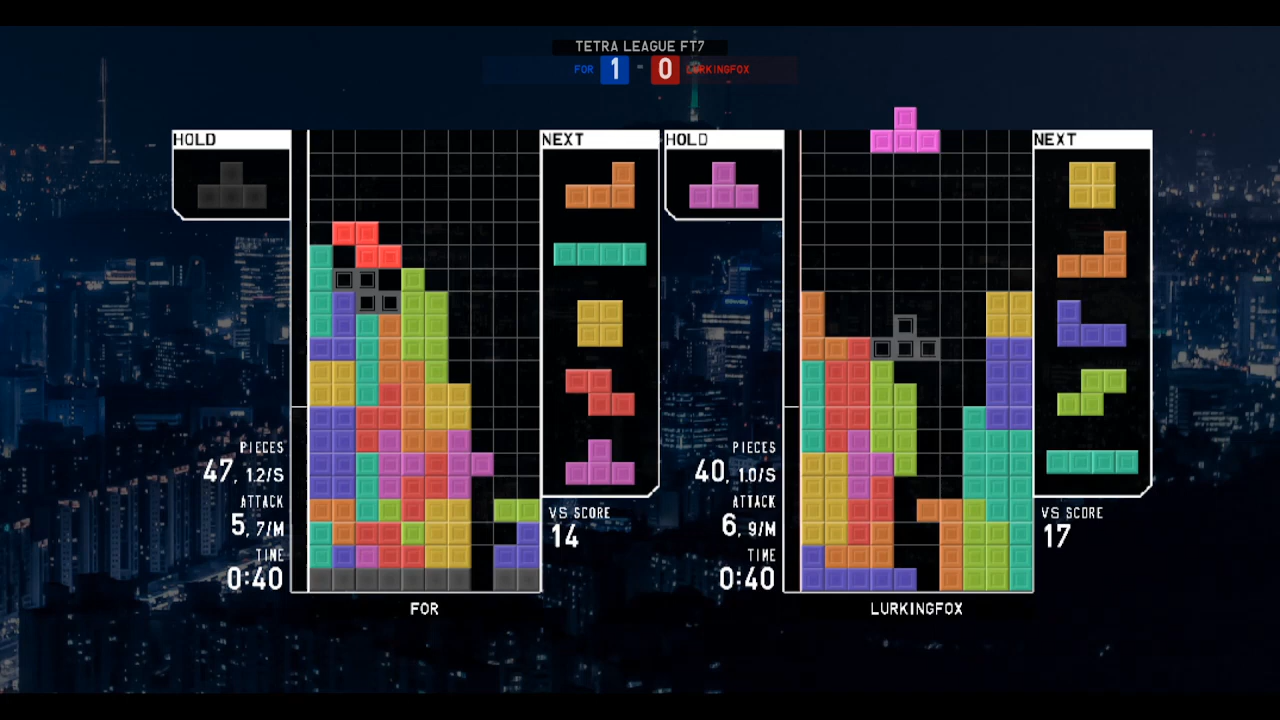 TETRA LEAGUE FT7
FOR 1 - 0 LURKINGFOX
HOLD
NEXT
HOLD
NEXT
PIECES
47, 1.2/S
ATTACK
5, 7/M
TIME
0:40
VS SCORE
14
PIECES
40, 1.0/S
ATTACK
6, 9/M
TIME
0:40
VS SCORE
17
FOR
LURKINGFOX